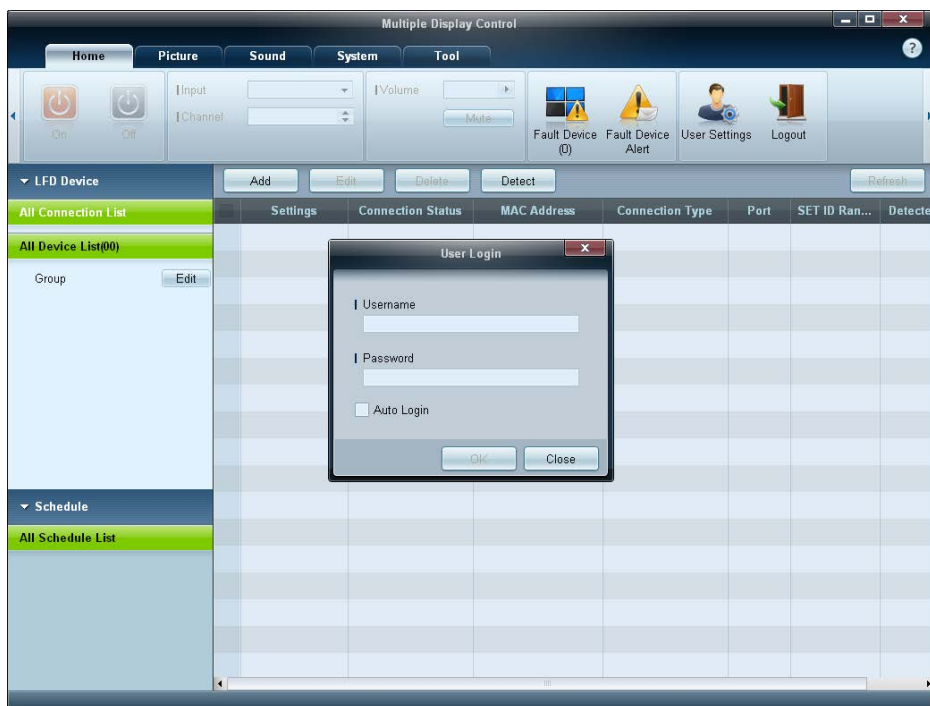 Multiple Display Control
Home Picture Sound System Tool
?
Input
Channel
Volume
Mute
On Off
Fault Device (0)
Fault Device Alert
User Settings
Logout
LFD Device
Add Edit Delete Detect Refresh
All Connection List
Settings Connection Status MAC Address Connection Type Port SET ID Ran... Detecte
All Device List(00)
Group Edit
User Login
Username
Password
Auto Login
OK Close
Schedule
All Schedule List